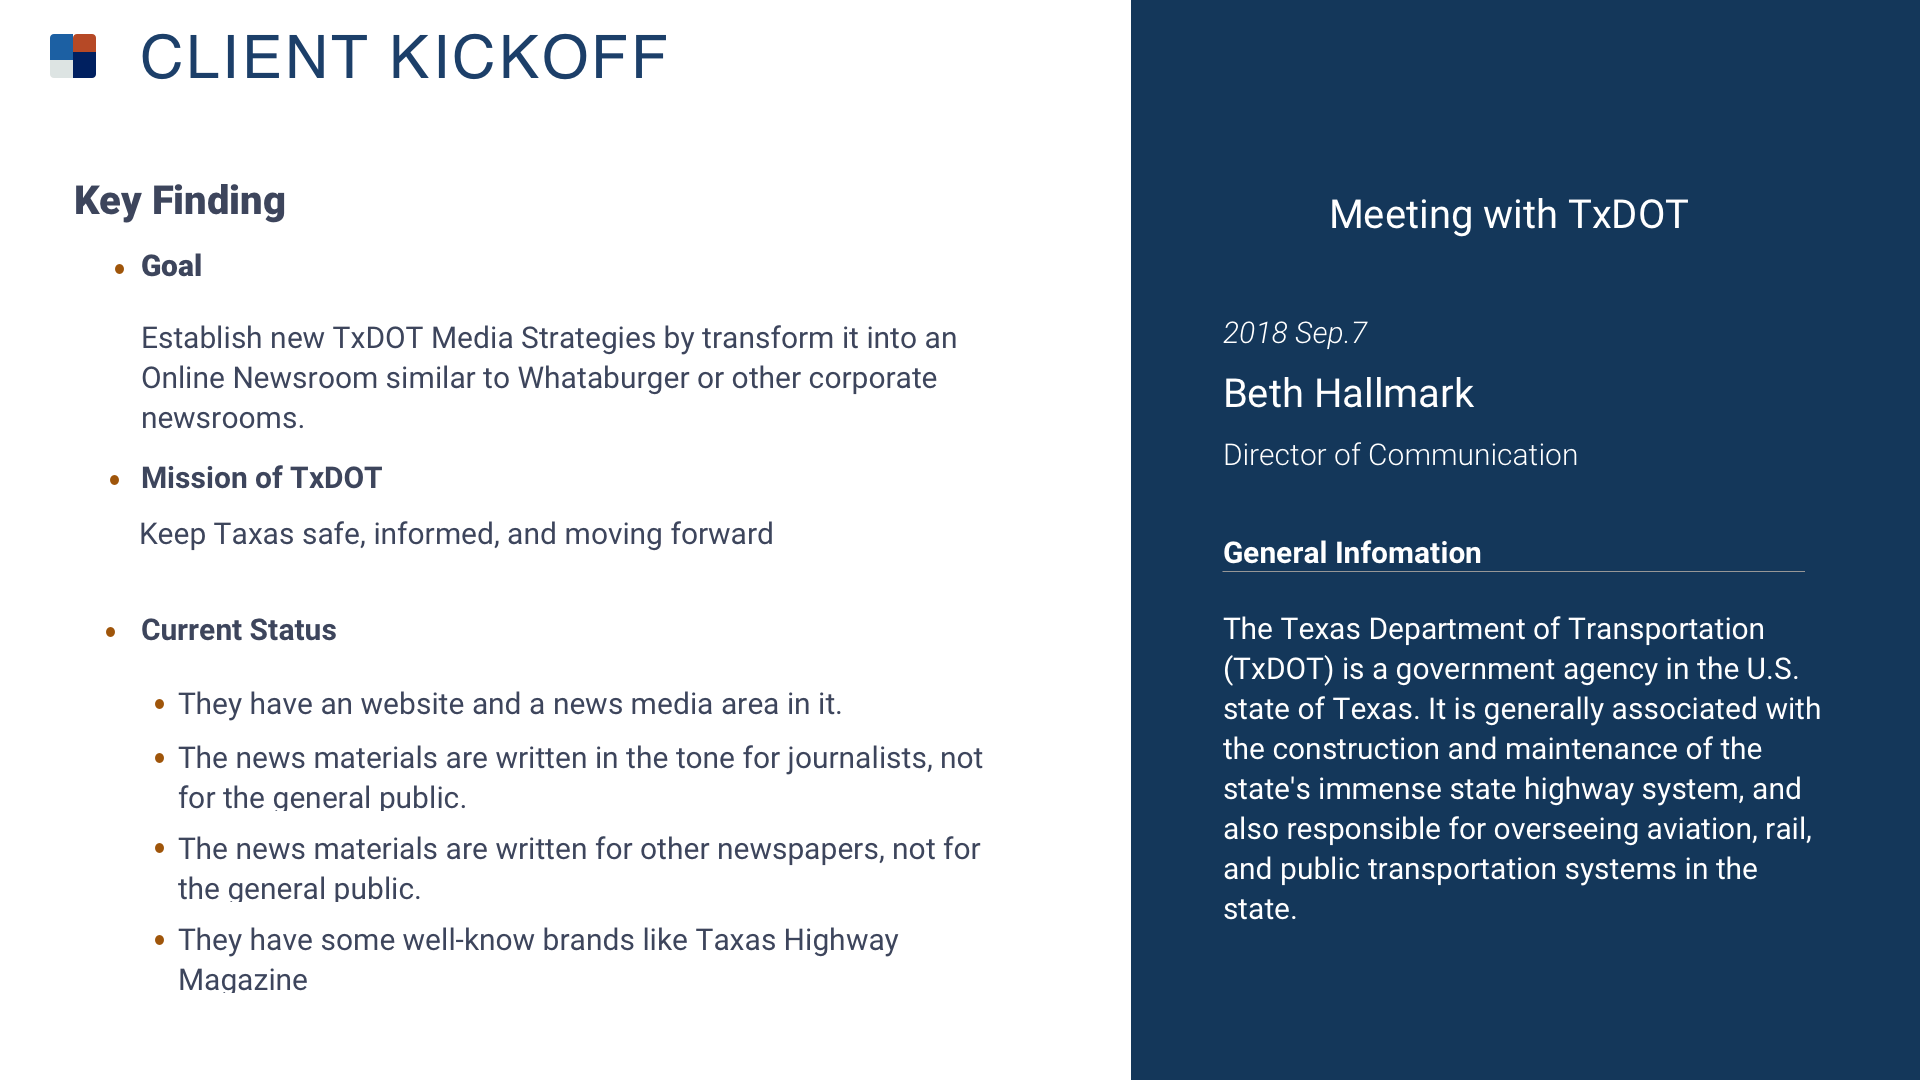 CLIENT KICKOFF
Key Finding
• Goal
Establish new TxDOT Media Strategies by transform it into an
Online Newsroom similar to Whataburger or other corporate
newsrooms.
• Mission of TxDOT
Keep Taxas safe, informed, and moving forward
• Current Status
• They have an website and a news media area in it.
• The news materials are written in the tone for journalists, not
for the general public.
• The news materials are written for other newspapers, not for
the general public.
• They have some well-know brands like Taxas Highway
Magazine
Meeting with TxDOT
2018 Sep.7
Beth Hallmark
Director of Communication
General Infomation
The Texas Department of Transportation
(TxDOT) is a government agency in the U.S.
state of Texas. It is generally associated with
the construction and maintenance of the
state's immense state highway system, and
also responsible for overseeing aviation, rail,
and public transportation systems in the
state.